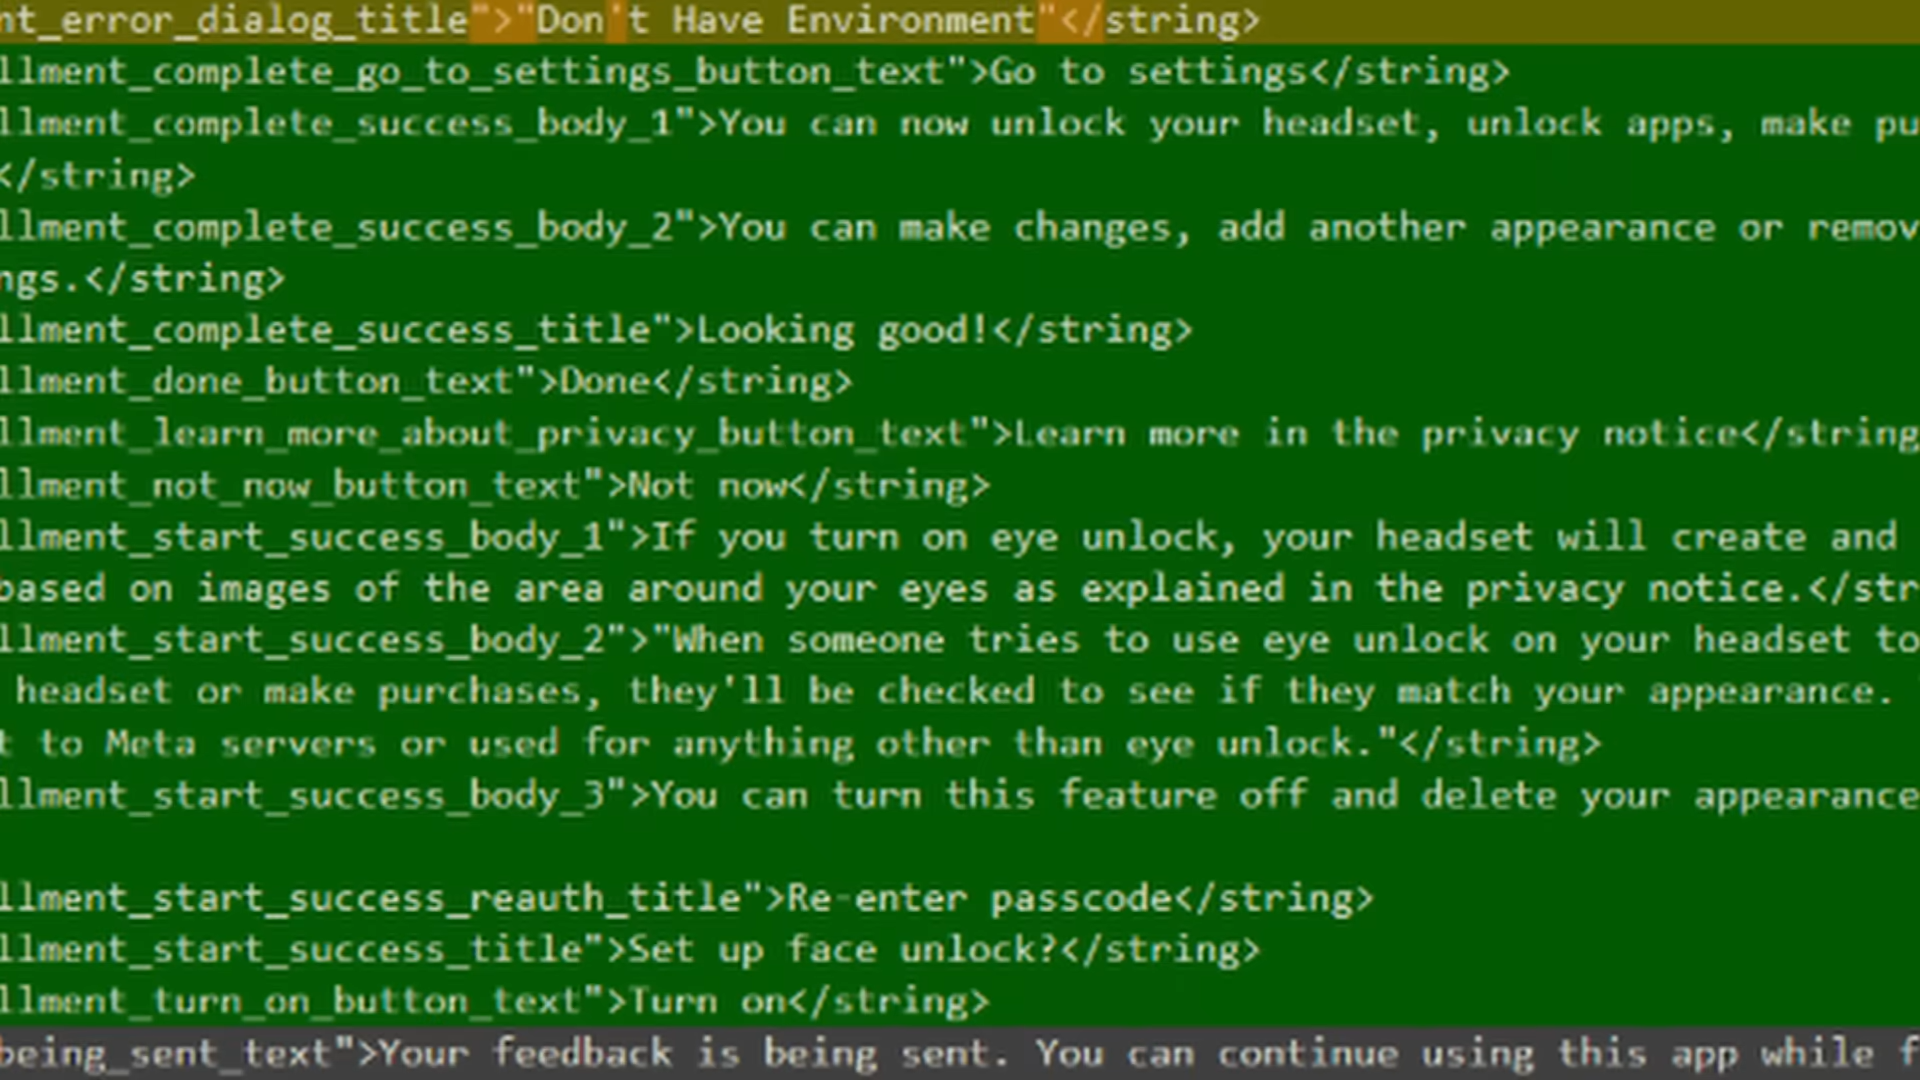 nt_error_dialog_title">"Don't Have Environment"</string>
llment_complete_go_to_settings_button_text">Go to settings</string>
llment_complete_success_body_1">You can now unlock your headset, unlock apps, make pu
</string>
llment_complete_success_body_2">You can make changes, add another appearance or remov
ngs.</string>
llment_complete_success_title">Looking good!</string>
llment_done_button_text">Done</string>
llment_learn_more_about_privacy_button_text">Learn more in the privacy notice</string
llment_not_now_button_text">Not now</string>
llment_start_success_body_1">If you turn on eye unlock, your headset will create and
based on images of the area around your eyes as explained in the privacy notice.</str
llment_start_success_body_2">"When someone tries to use eye unlock on your headset to
headset or make purchases, they'll be checked to see if they match your appearance.
t to Meta servers or used for anything other than eye unlock."</string>
llment_start_success_body_3">You can turn this feature off and delete your appearance
llment_start_success_reauth_title">Re-enter passcode</string>
llment_start_success_title">Set up face unlock?</string>
llment_turn_on_button_text">Turn on</string>
being_sent_text">Your feedback is being sent. You can continue using this app while f